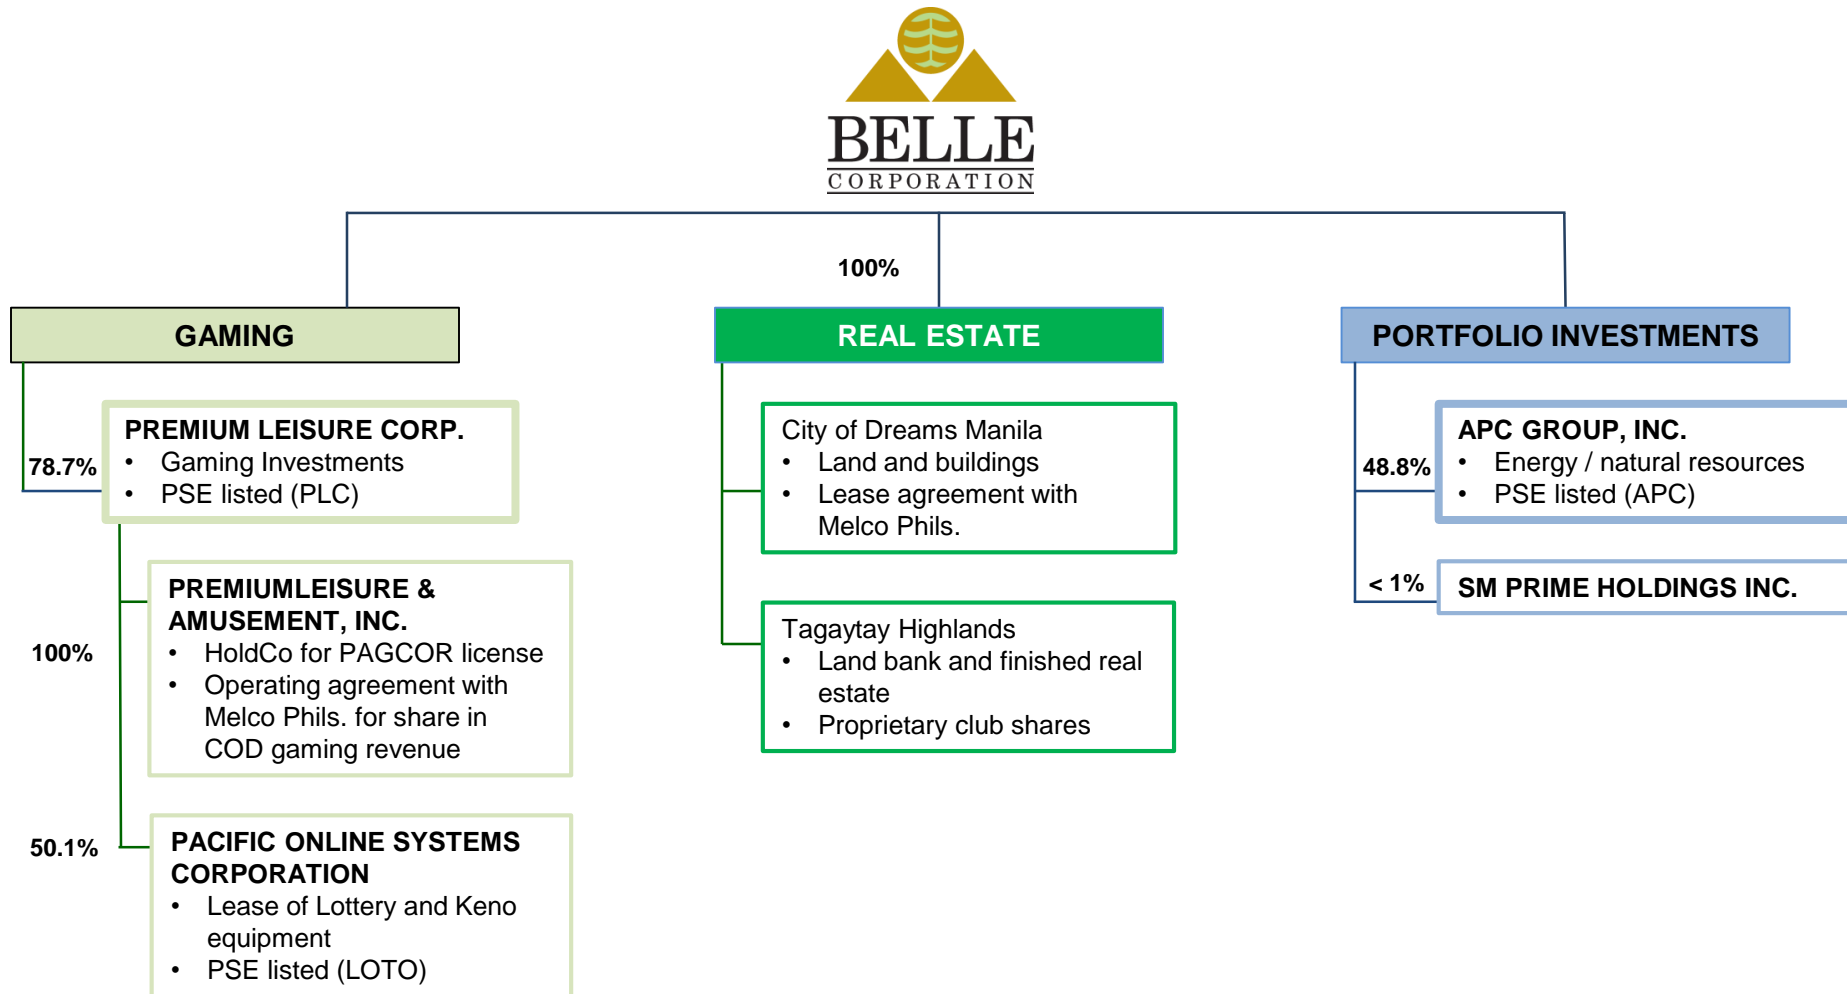 BELLE
CORPORATION
100%
GAMING
78.7%
PREMIUM LEISURE CORP.
• Gaming Investments
• PSE listed (PLC)
100%
PREMIUMLEISURE &
AMUSEMENT, INC.
• HoldCo for PAGCOR license
• Operating agreement with
Melco Phils. for share in
COD gaming revenue
50.1%
PACIFIC ONLINE SYSTEMS
CORPORATION
• Lease of Lottery and Keno
equipment
• PSE listed (LOTO)
REAL ESTATE
City of Dreams Manila
• Land and buildings
• Lease agreement with
Melco Phils.
Tagaytay Highlands
• Land bank and finished real
estate
• Proprietary club shares
PORTFOLIO INVESTMENTS
48.8%
APC GROUP, INC.
• Energy / natural resources
• PSE listed (APC)
< 1%
SM PRIME HOLDINGS INC.